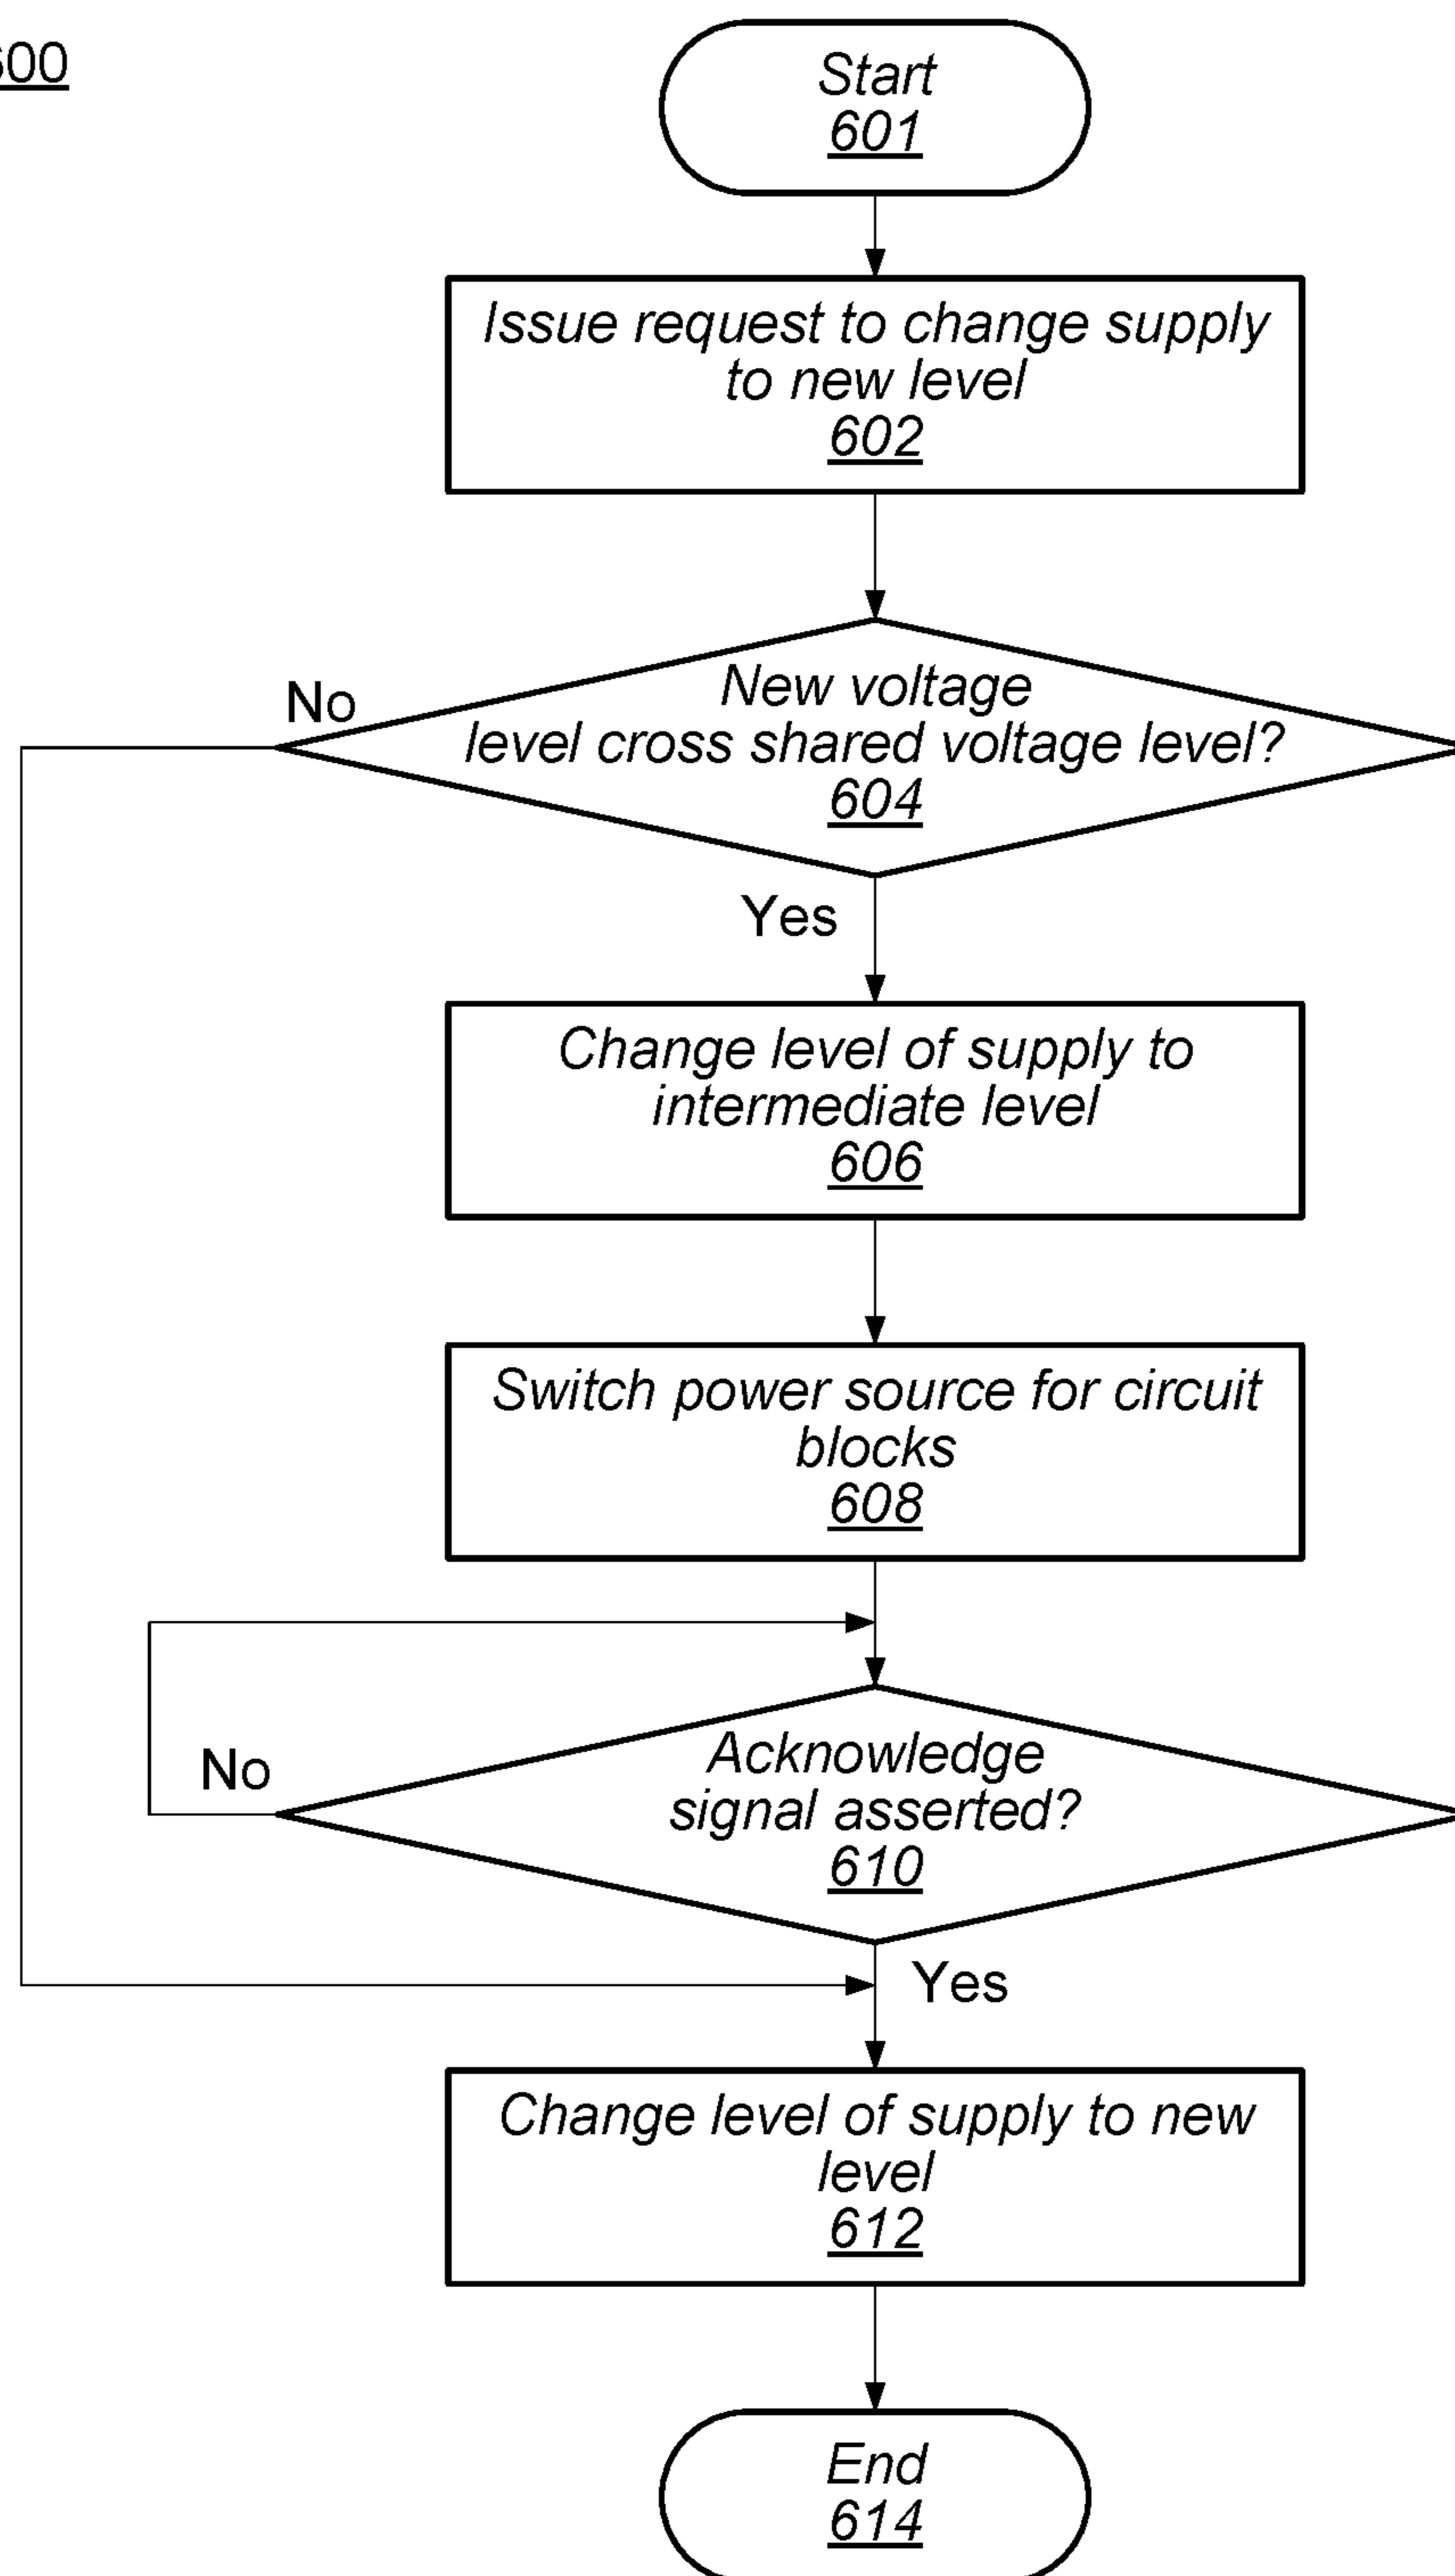 600
Start
601
Issue request to change supply
to new level
602
New voltage
level cross shared voltage level?
604
No
Yes
Change level of supply to
intermediate level
606
Switch power source for circuit
blocks
608
Acknowledge
signal asserted?
610
No
Yes
Change level of supply to new
level
612
End
614